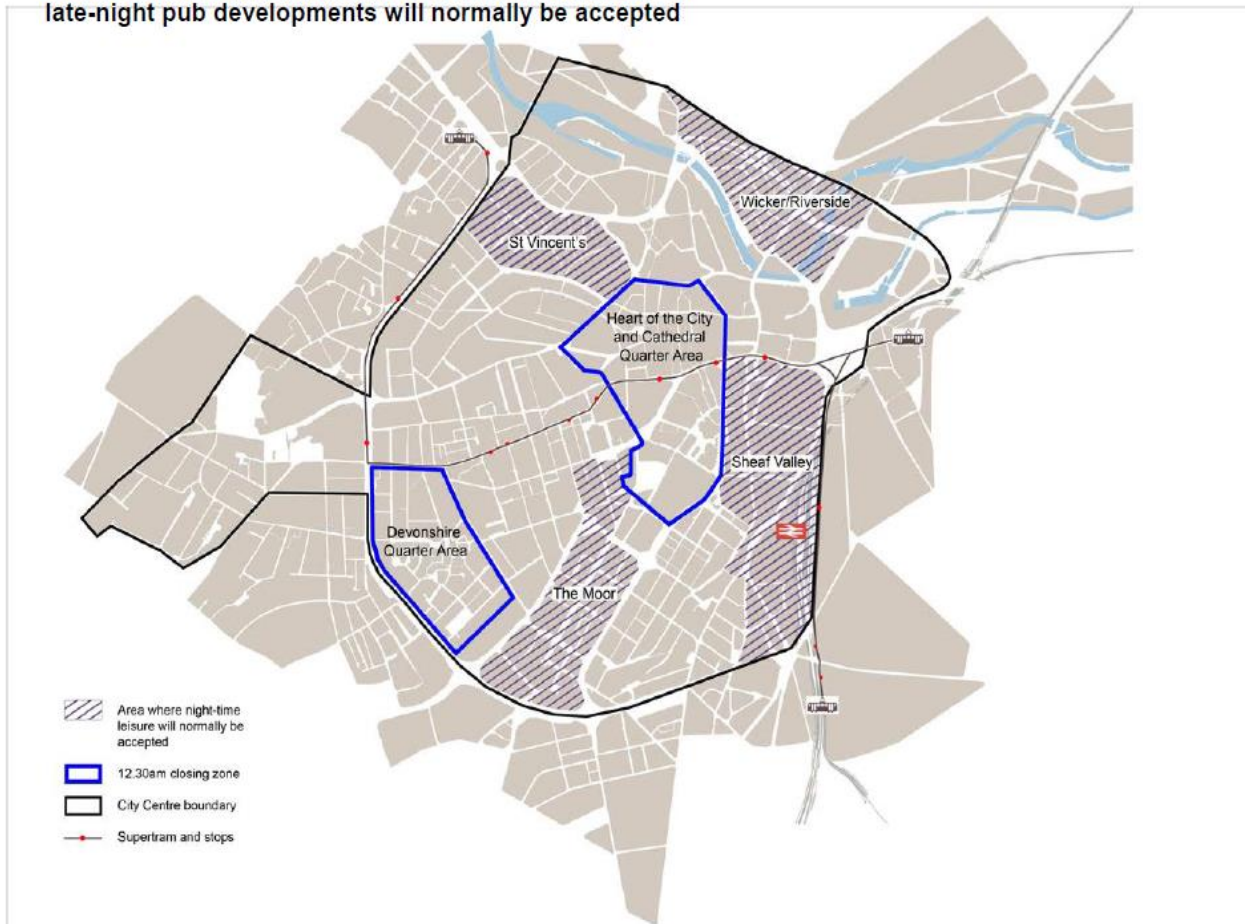 late-night pub developments will normally be accepted
Wicker/Riverside
St Vincent's
Heart of the City
and Cathedral
Quarter Area
Sheaf Valley
Devonshire
Quarter Area
The Moor
Area where night-time
leisure will normally be
accepted
12.30am closing zone
City Centre boundary
Supertram and stops